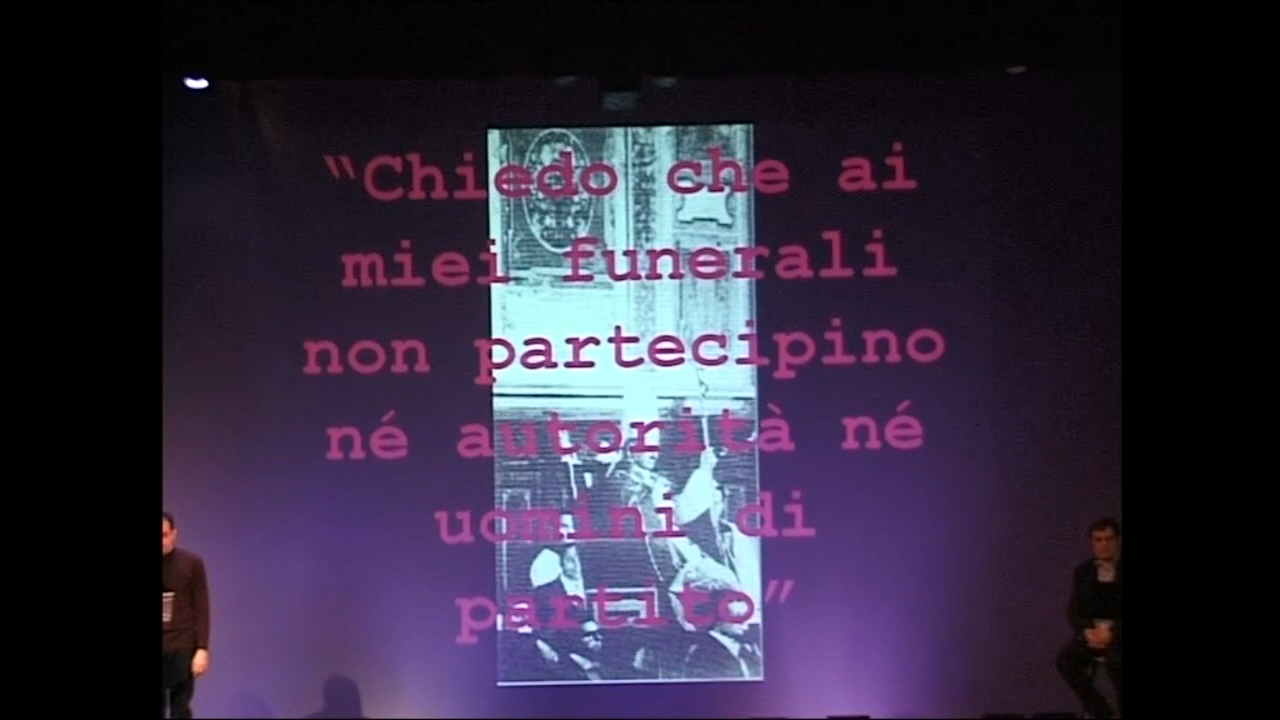 “Chiedo che ai
miei funerali
non partecipino
né autorità né
uomini di
partito”